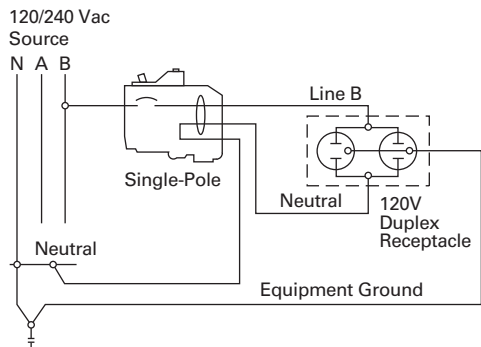 120/240 Vac
Source
N A B
Line B
Single-Pole
Neutral
120V
Duplex
Receptacle
Neutral
Equipment Ground